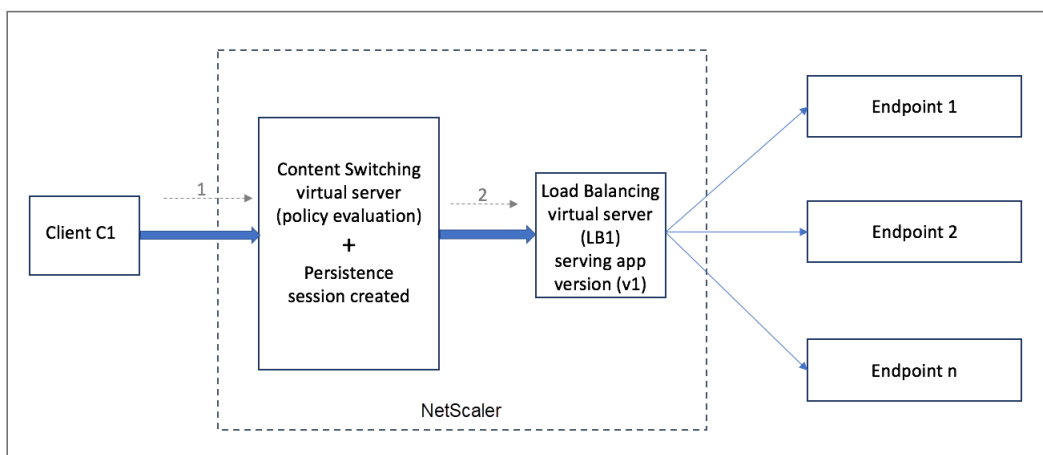 Client C1
1
Content Switching
virtual server
(policy evaluation)
+
Persistence
session created
2
Load Balancing
virtual server
(LB1)
serving app
version (v1)
Endpoint 1
Endpoint 2
Endpoint n
NetScaler